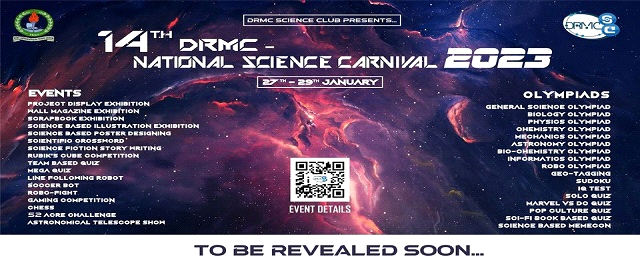 DRMC SCIENCE CLUB PRESENTS...
14TH DRMC -
NATIONAL SCIENCE CARNIVAL 2023
27TH - 29TH JANUARY
DRMC SC
EVENTS
PROJECT DISPLAY EXHIBITION
WALL MAGAZINE EXHIBITION
SCRAPBOOK EXHIBITION
SCIENCE BASED ILLUSTRATION EXHIBITION
SCIENCE BASED POSTER DESIGNING
SCIENTIFIC CROSSWORD
SCIENCE FICTION STORY WRITING
RUBIK'S CUBE COMPETITION
TEAM BASED QUIZ
MEGA QUIZ
LINE FOLLOWING ROBOT
SOCCER BOT
ROBO-FIGHT
GAMING COMPETITION
CHESS
52 ACRE CHALLENGE
ASTRONOMICAL TELESCOPE SHOW
EVENT DETAILS
OLYMPIADS
GENERAL SCIENCE OLYMPIAD
BIOLOGY OLYMPIAD
PHYSICS OLYMPIAD
CHEMISTRY OLYMPIAD
MECHANICS OLYMPIAD
ASTRONOMY OLYMPIAD
BIO-CHEMISTRY OLYMPIAD
INFORMATICS OLYMPIAD
ROBO OLYMPIAD
GEO-TAGGING
SUDOKU
IQ TEST
SOLO QUIZ
MARVEL VS DC QUIZ
POP CULTURE QUIZ
SCI-FI BOOK BASED QUIZ
SCIENCE BASED MEMECON
TO BE REVEALED SOON...